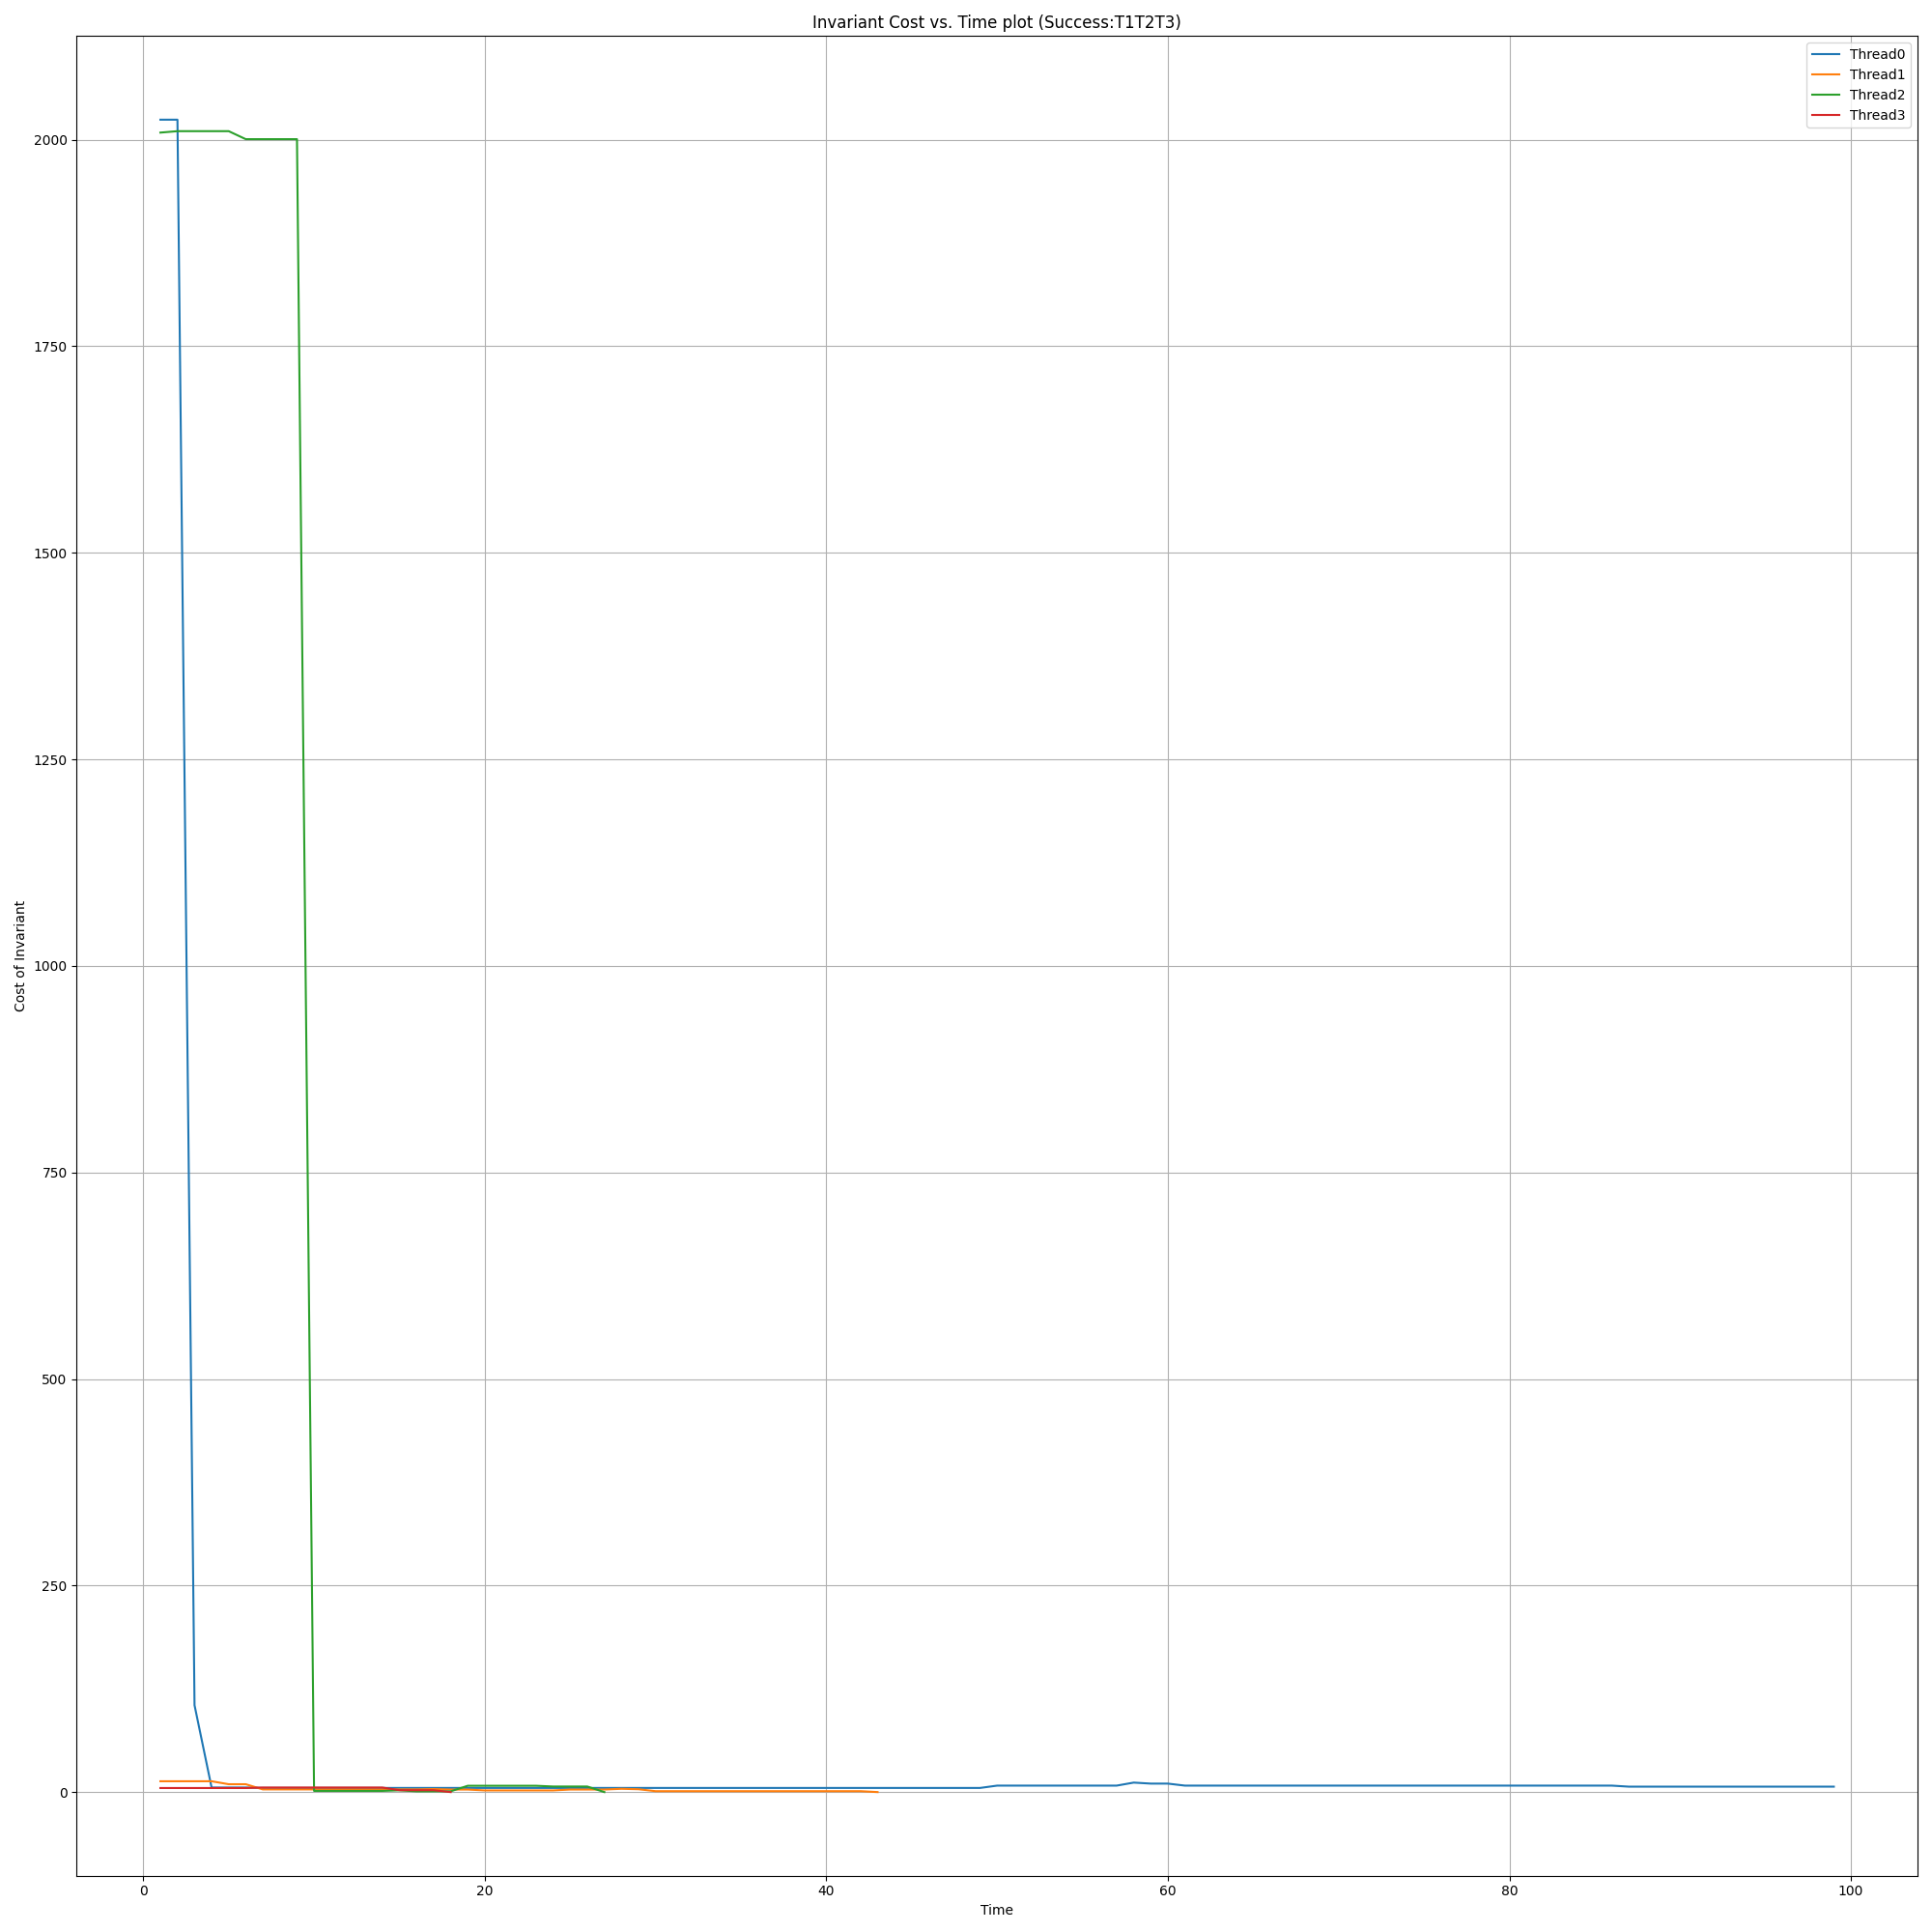 Invariant Cost vs. Time plot (Success:T1T2T3)
Thread0
Thread1
Thread2
Thread3
2000
1750
1500
1250
1000
750
500
250
0
Cost of Invariant
0 20 40 60 80 100
Time